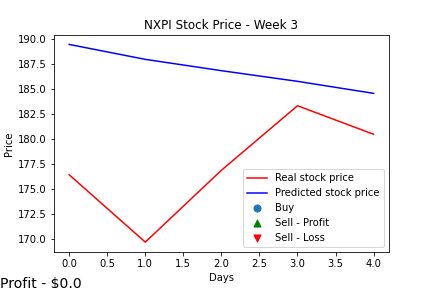 NXPI Stock Price - Week 3
190.0
187.5
185.0
182.5
180.0
177.5
175.0
172.5
170.0
Price
Real stock price
Predicted stock price
Buy
Sell - Profit
Sell - Loss
0.0 0.5 1.0 1.5 2.0 2.5 3.0 3.5 4.0
Days
Profit - $0.0